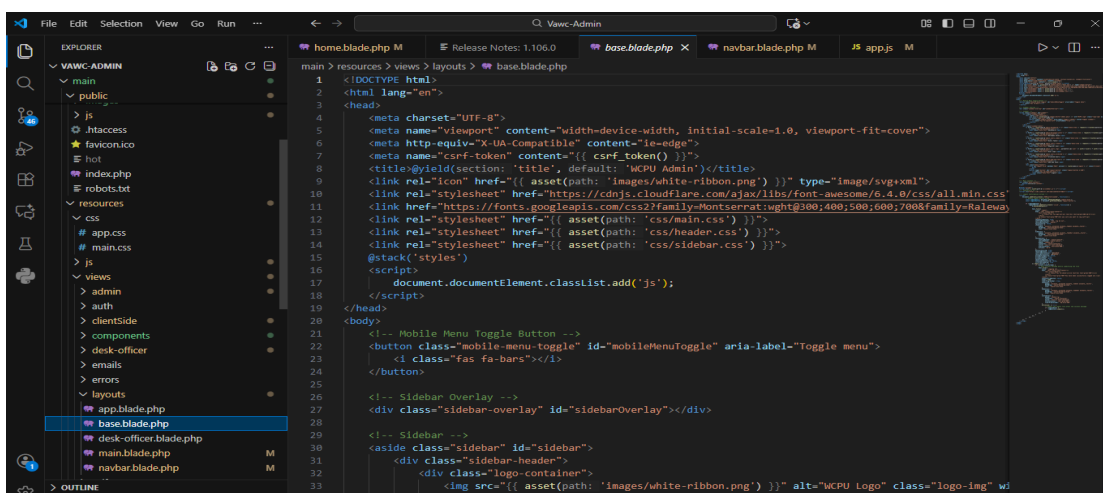 File Edit Selection View Go Run ... Vawc-Admin
EXPLORER ...
VAWC-ADMIN
main
public
js
.htaccess
favicon.ico
hot
index.php
robots.txt
resources
css
app.css
main.css
js
views
admin
auth
clientSide
components
desk-officer
emails
errors
layouts
app.blade.php
base.blade.php
desk-officer.blade.php
main.blade.php M
navbar.blade.php M
OUTLINE
46
1
home.blade.php M Release Notes: 1.106.0 base.blade.php navbar.blade.php M JS app.js M
main > resources > views > layouts > base.blade.php
1 <!DOCTYPE html>
2 <html lang="en">
3 <head>
4 <meta charset="UTF-8">
5 <meta name="viewport" content="width=device-width, initial-scale=1.0, viewport-fit=cover">
6 <meta http-equiv="X-UA-Compatible" content="ie=edge">
7 <meta name="csrf-token" content="{{ csrf_token() }}">
8 <title>@yield(section: 'title', default: 'WCPU Admin')</title>
9 <link rel="icon" href="{{ asset(path: 'images/white-ribbon.png') }}" type="image/svg+xml">
10 <link rel="stylesheet" href="https://cdnjs.cloudflare.com/ajax/libs/font-awesome/6.4.0/css/all.min.css"
11 <link href="https://fonts.googleapis.com/css2?family=Montserrat:wght@300;400;500;600;700&family=Raleway
12 <link rel="stylesheet" href="{{ asset(path: 'css/main.css') }}">
13 <link rel="stylesheet" href="{{ asset(path: 'css/header.css') }}">
14 <link rel="stylesheet" href="{{ asset(path: 'css/sidebar.css') }}">
15 @stack('styles')
16 <script>
17 document.documentElement.classList.add('js');
18 </script>
19 </head>
20 <body>
21 <!-- Mobile Menu Toggle Button -->
22 <button class="mobile-menu-toggle" id="mobileMenuToggle" aria-label="Toggle menu">
23 <i class="fas fa-bars"></i>
24 </button>
25
26 <!-- Sidebar Overlay -->
27 <div class="sidebar-overlay" id="sidebarOverlay"></div>
28
29 <!-- Sidebar -->
30 <aside class="sidebar" id="sidebar">
31 <div class="sidebar-header">
32 <div class="logo-container">
33 <img src="{{ asset(path: 'images/white-ribbon.png') }}" alt="WCPU Logo" class="logo-img" wi